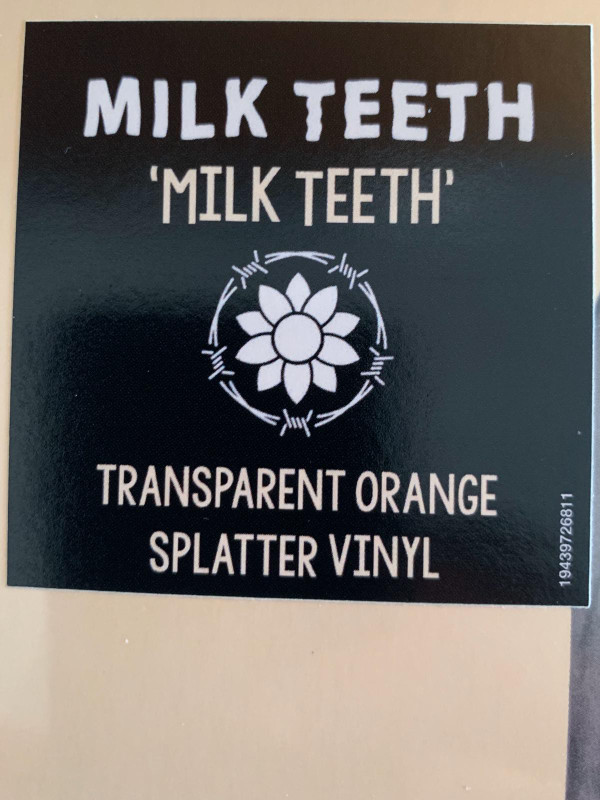 MILK TEETH
'MILK TEETH'
TRANSPARENT ORANGE
SPLATTER VINYL
19439726811